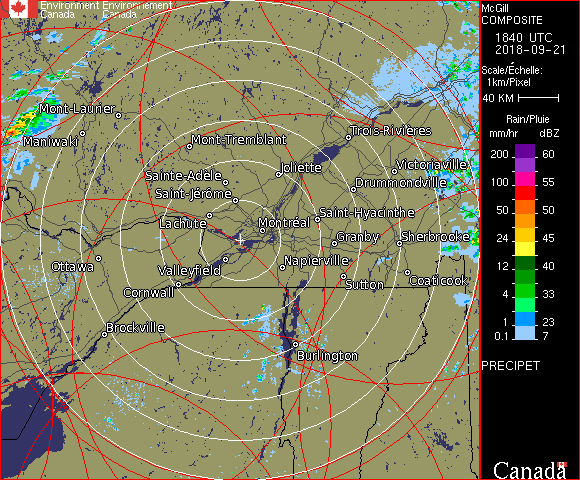 Environment Environnement
Canada Canada
McGill
COMPOSITE
1840 UTC
2018-09-21
Scale/Échelle:
1km/Pixel
40 KM
Rain/Pluie
mm/hr dBZ
200 60
100 55
50 50
24 45
12 40
4 33
1 23
0.1 7
PRECIPET
Canada
Mont-Laurier
Maniwaki
Mont-Tremblant
Trois-Rivières
Sainte-Adèle
Joliette
Victoriaville
Saint-Jérôme
Drummondville
Lachute
Montréal
Saint-Hyacinthe
Granby
Sherbrooke
Ottawa
Valleyfield
Napierville
Cornwall
Sutton
Coaticook
Brockville
Burlington